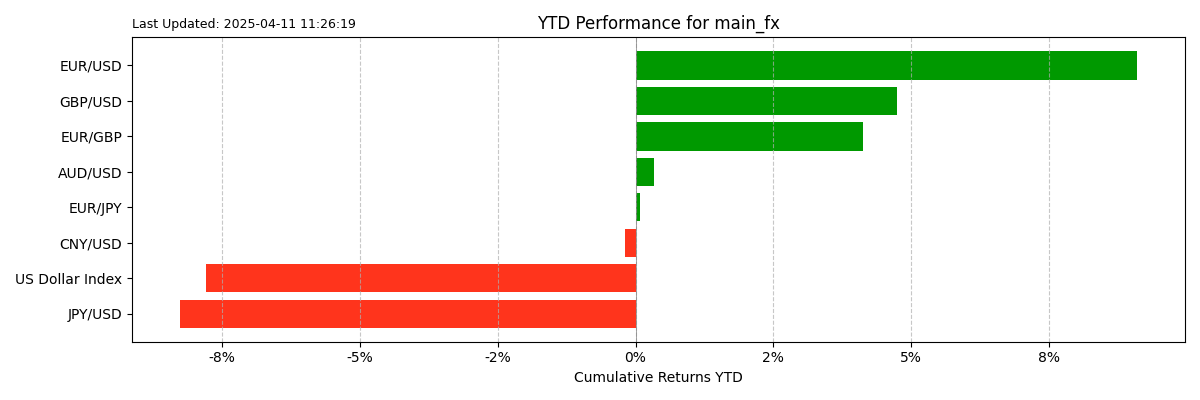 Last Updated: 2025-04-11 11:26:19
YTD Performance for main_fx
EUR/USD
GBP/USD
EUR/GBP
AUD/USD
EUR/JPY
CNY/USD
US Dollar Index
JPY/USD
-8% -5% -2% 0% 2% 5% 8%
Cumulative Returns YTD